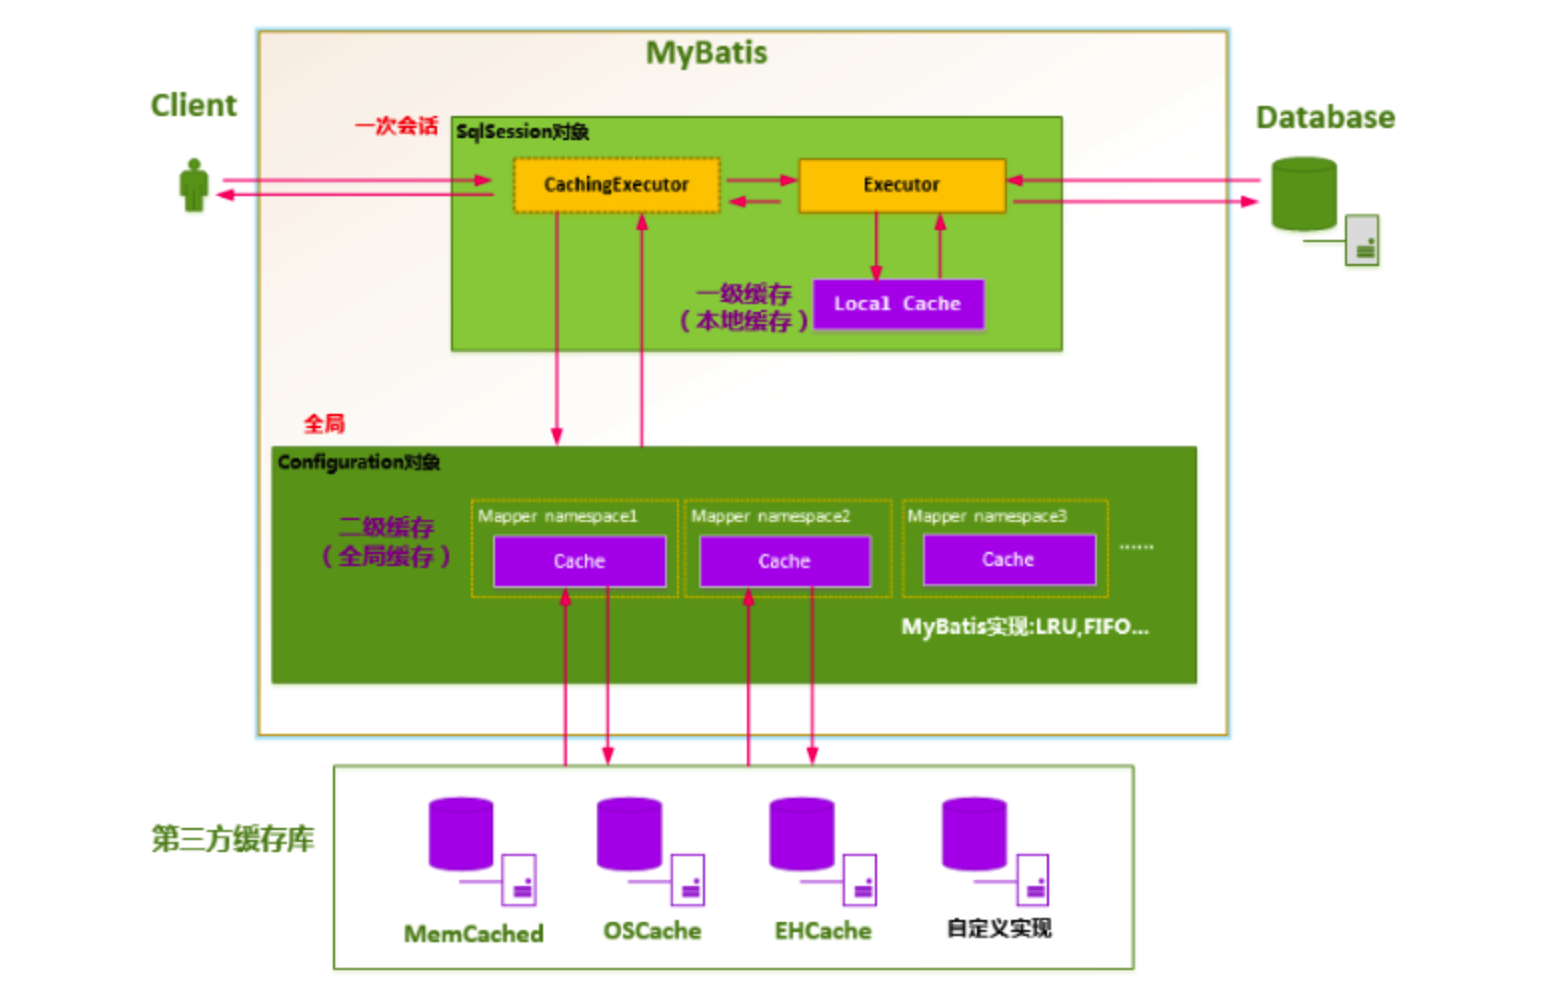 MyBatis
Client
Database
一次会话
SqlSession对象
CachingExecutor
Executor
一级缓存
（本地缓存）
Local Cache
全局
Configuration对象
二级缓存
（全局缓存）
Mapper namespace1
Cache
Mapper namespace2
Cache
Mapper namespace3
Cache
......
MyBatis实现:LRU,FIFO...
第三方缓存库
MemCached
OSCache
EHCache
自定义实现